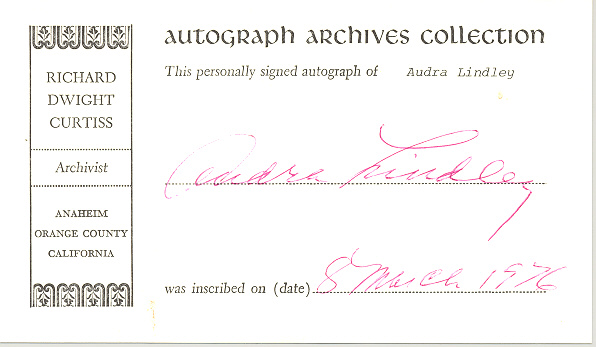 AUTOGRAPH ARCHIVES COLLECTION
This personally signed autograph of Audra Lindley
Audra Lindley
was inscribed on (date) 8 March 1976
RICHARD
DWIGHT
CURTISS
Archivist
ANAHEIM
ORANGE COUNTY
CALIFORNIA